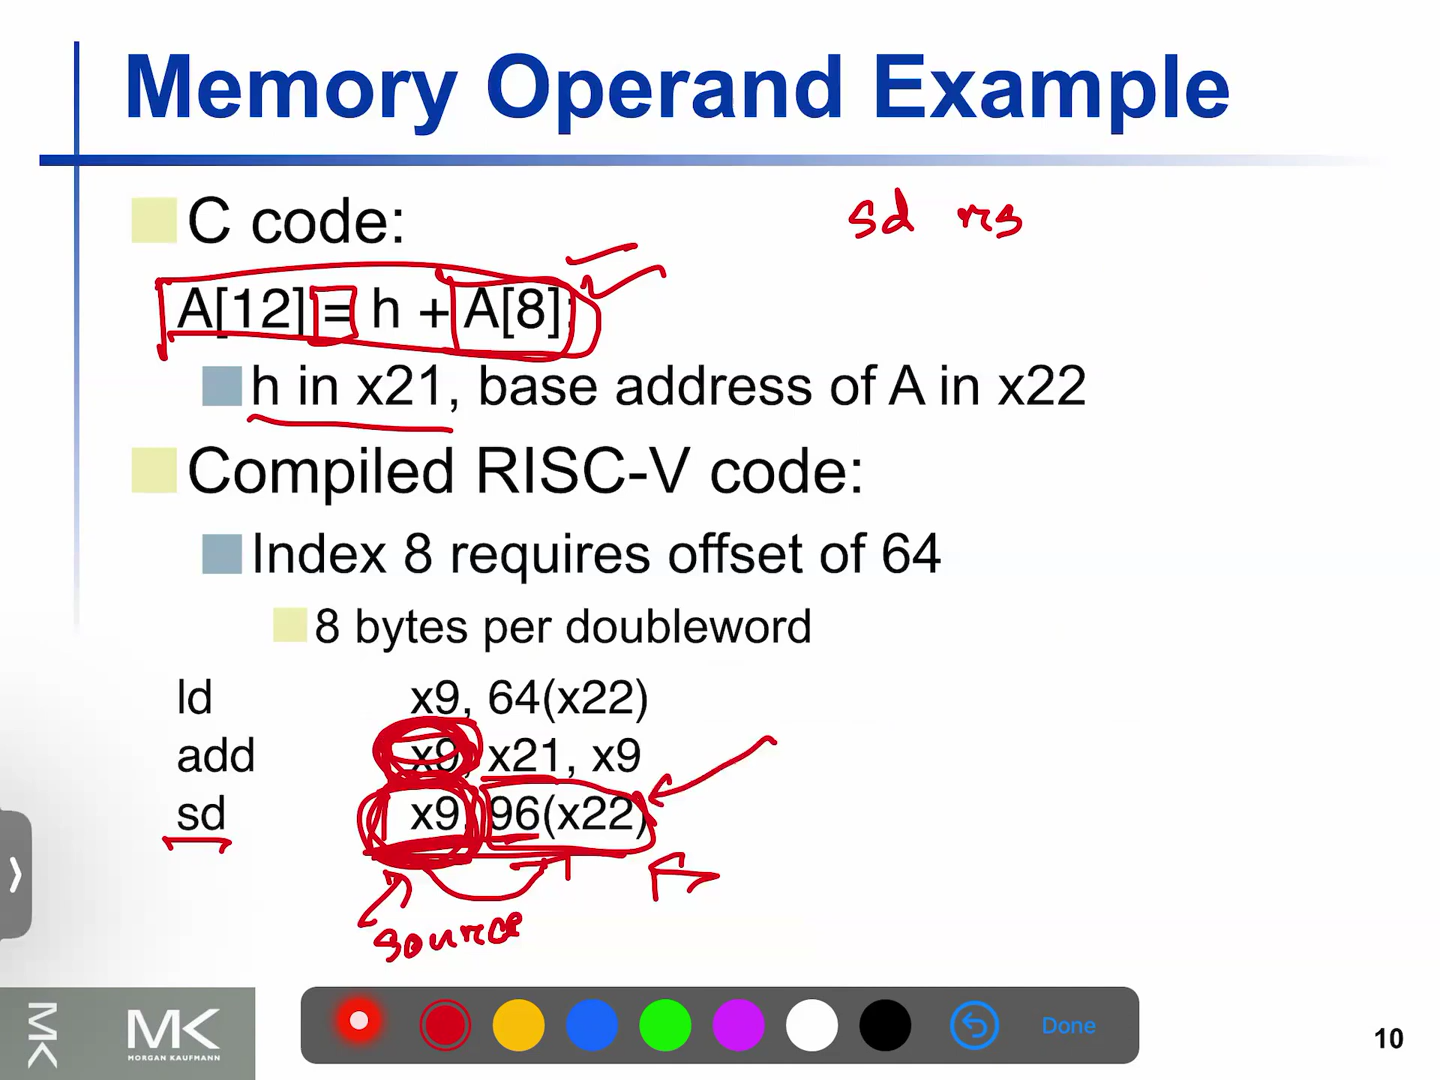 Memory Operand Example
C code:
sd rs
A[12] = h + A[8];
h in x21, base address of A in x22
Compiled RISC-V code:
Index 8 requires offset of 64
8 bytes per doubleword
ld x9, 64(x22)
add x9, x21, x9
sd x9, 96(x22)
source
MK
MK
MORGAN KAUFMANN
Done
10